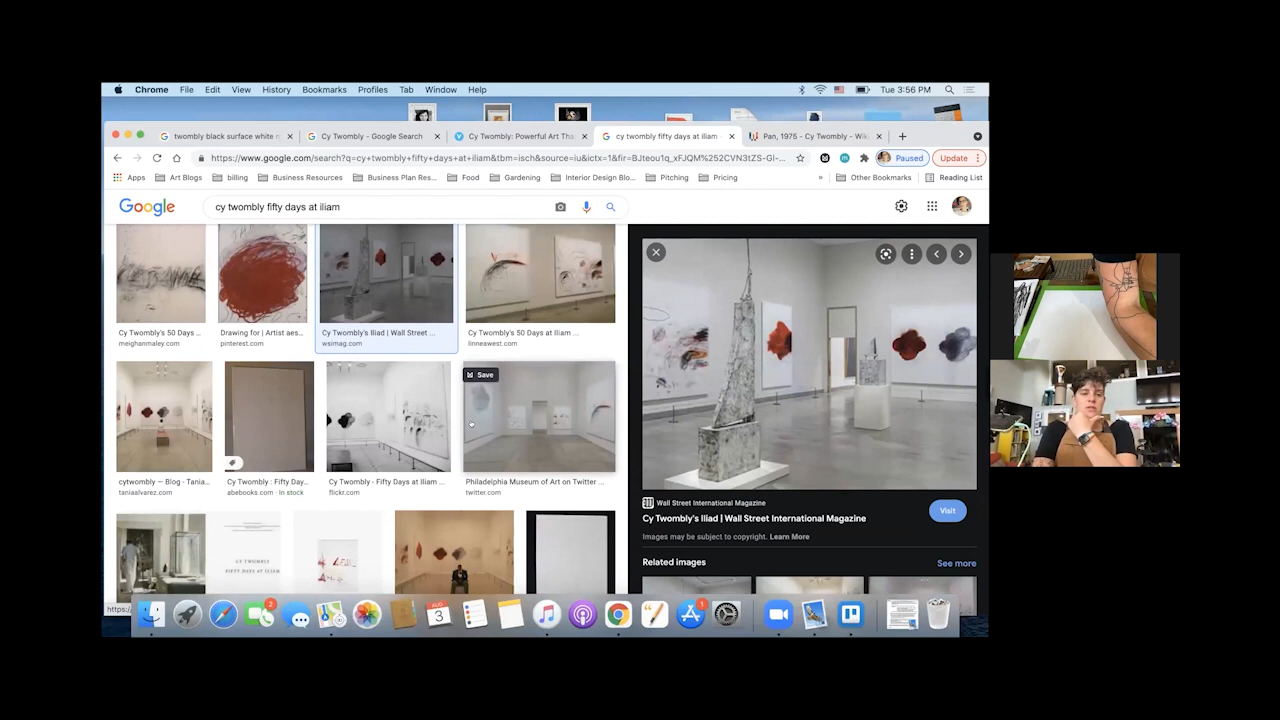 Chrome File Edit View History Bookmarks Profiles Tab Window Help Tue 3:56 PM
twombly black surface white Cy Twombly - Google Search Cy Twombly: Powerful Art Tha cy twombly fifty days at iliam Pan, 1975 - Cy Twombly - Wiki
https://www.google.com/search?q=cy+twombly+fifty+days+at+iliam&tbm=isch&source=iu&ictx=1&fir=BJteou1q_xFJQM%252CVN3tZS-GI-... Paused Update
Apps Art Blogs billing Business Resources Business Plan Res... Food Gardening Interior Design Blo... Pitching Pricing » Other Bookmarks Reading List
Google cy twombly fifty days at iliam
Cy Twombly's 50 Days ... Drawing for | Artist aes... Cy Twombly's Iliad | Wall Street ... Cy Twombly's 50 Days at Iliam ...
meighanmaley.com pinterest.com wsimag.com linneawest.com
Save
cytwombly — Blog - Tania... Cy Twombly : Fifty Day... Cy Twombly - Fifty Days at Iliam ... Philadelphia Museum of Art on Twitter ...
taniaalvarez.com abebooks.com · In stock flickr.com twitter.com
Wall Street International Magazine
Cy Twombly's Iliad | Wall Street International Magazine
Visit
Images may be subject to copyright. Learn More
Related images See more
CY TWOMBLY
FIFTY DAYS AT ILIAM
https:/
2
AUG
3
1